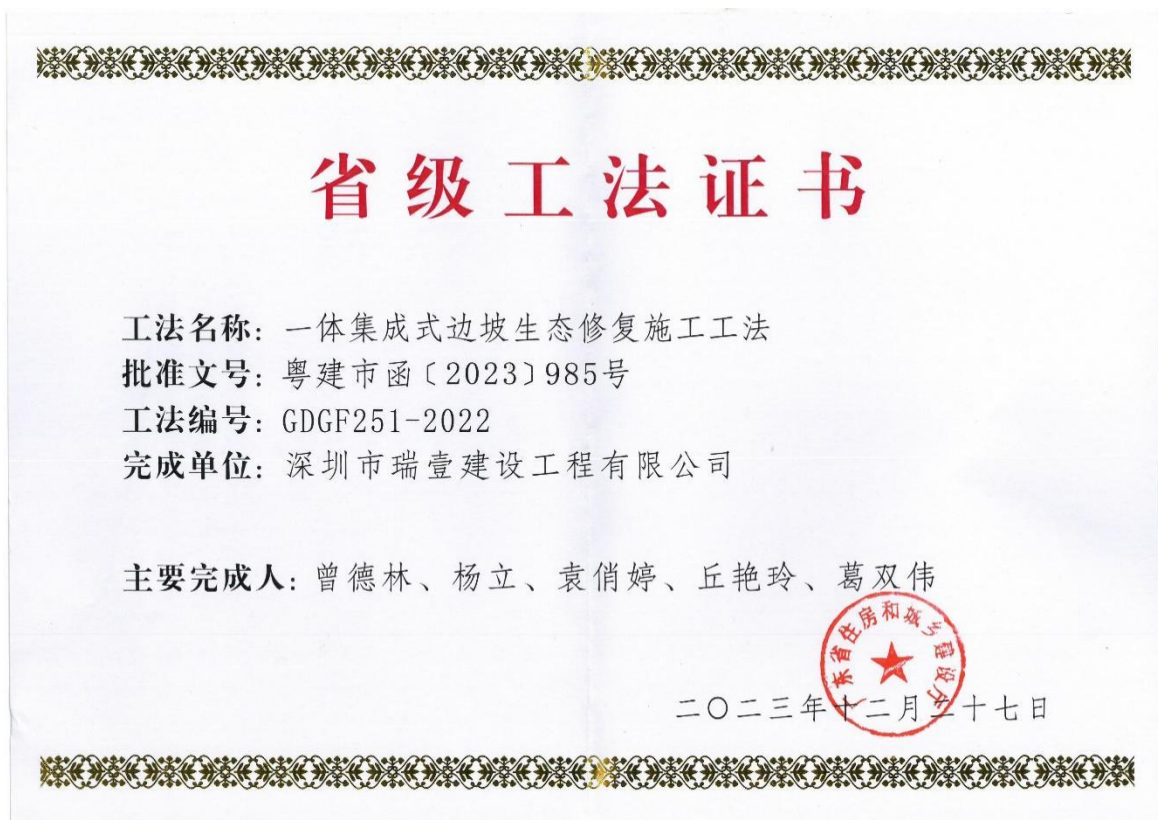 省级工法证书
工法名称：一体集成式边坡生态修复施工工法
批准文号：粤建市函〔2023〕985号
工法编号：GDGF251-2022
完成单位：深圳市瑞壹建设工程有限公司
主要完成人：曾德林、杨立、袁俏婷、丘艳玲、葛双伟
广东省住房和城乡建设厅
二〇二三年十二月二十七日